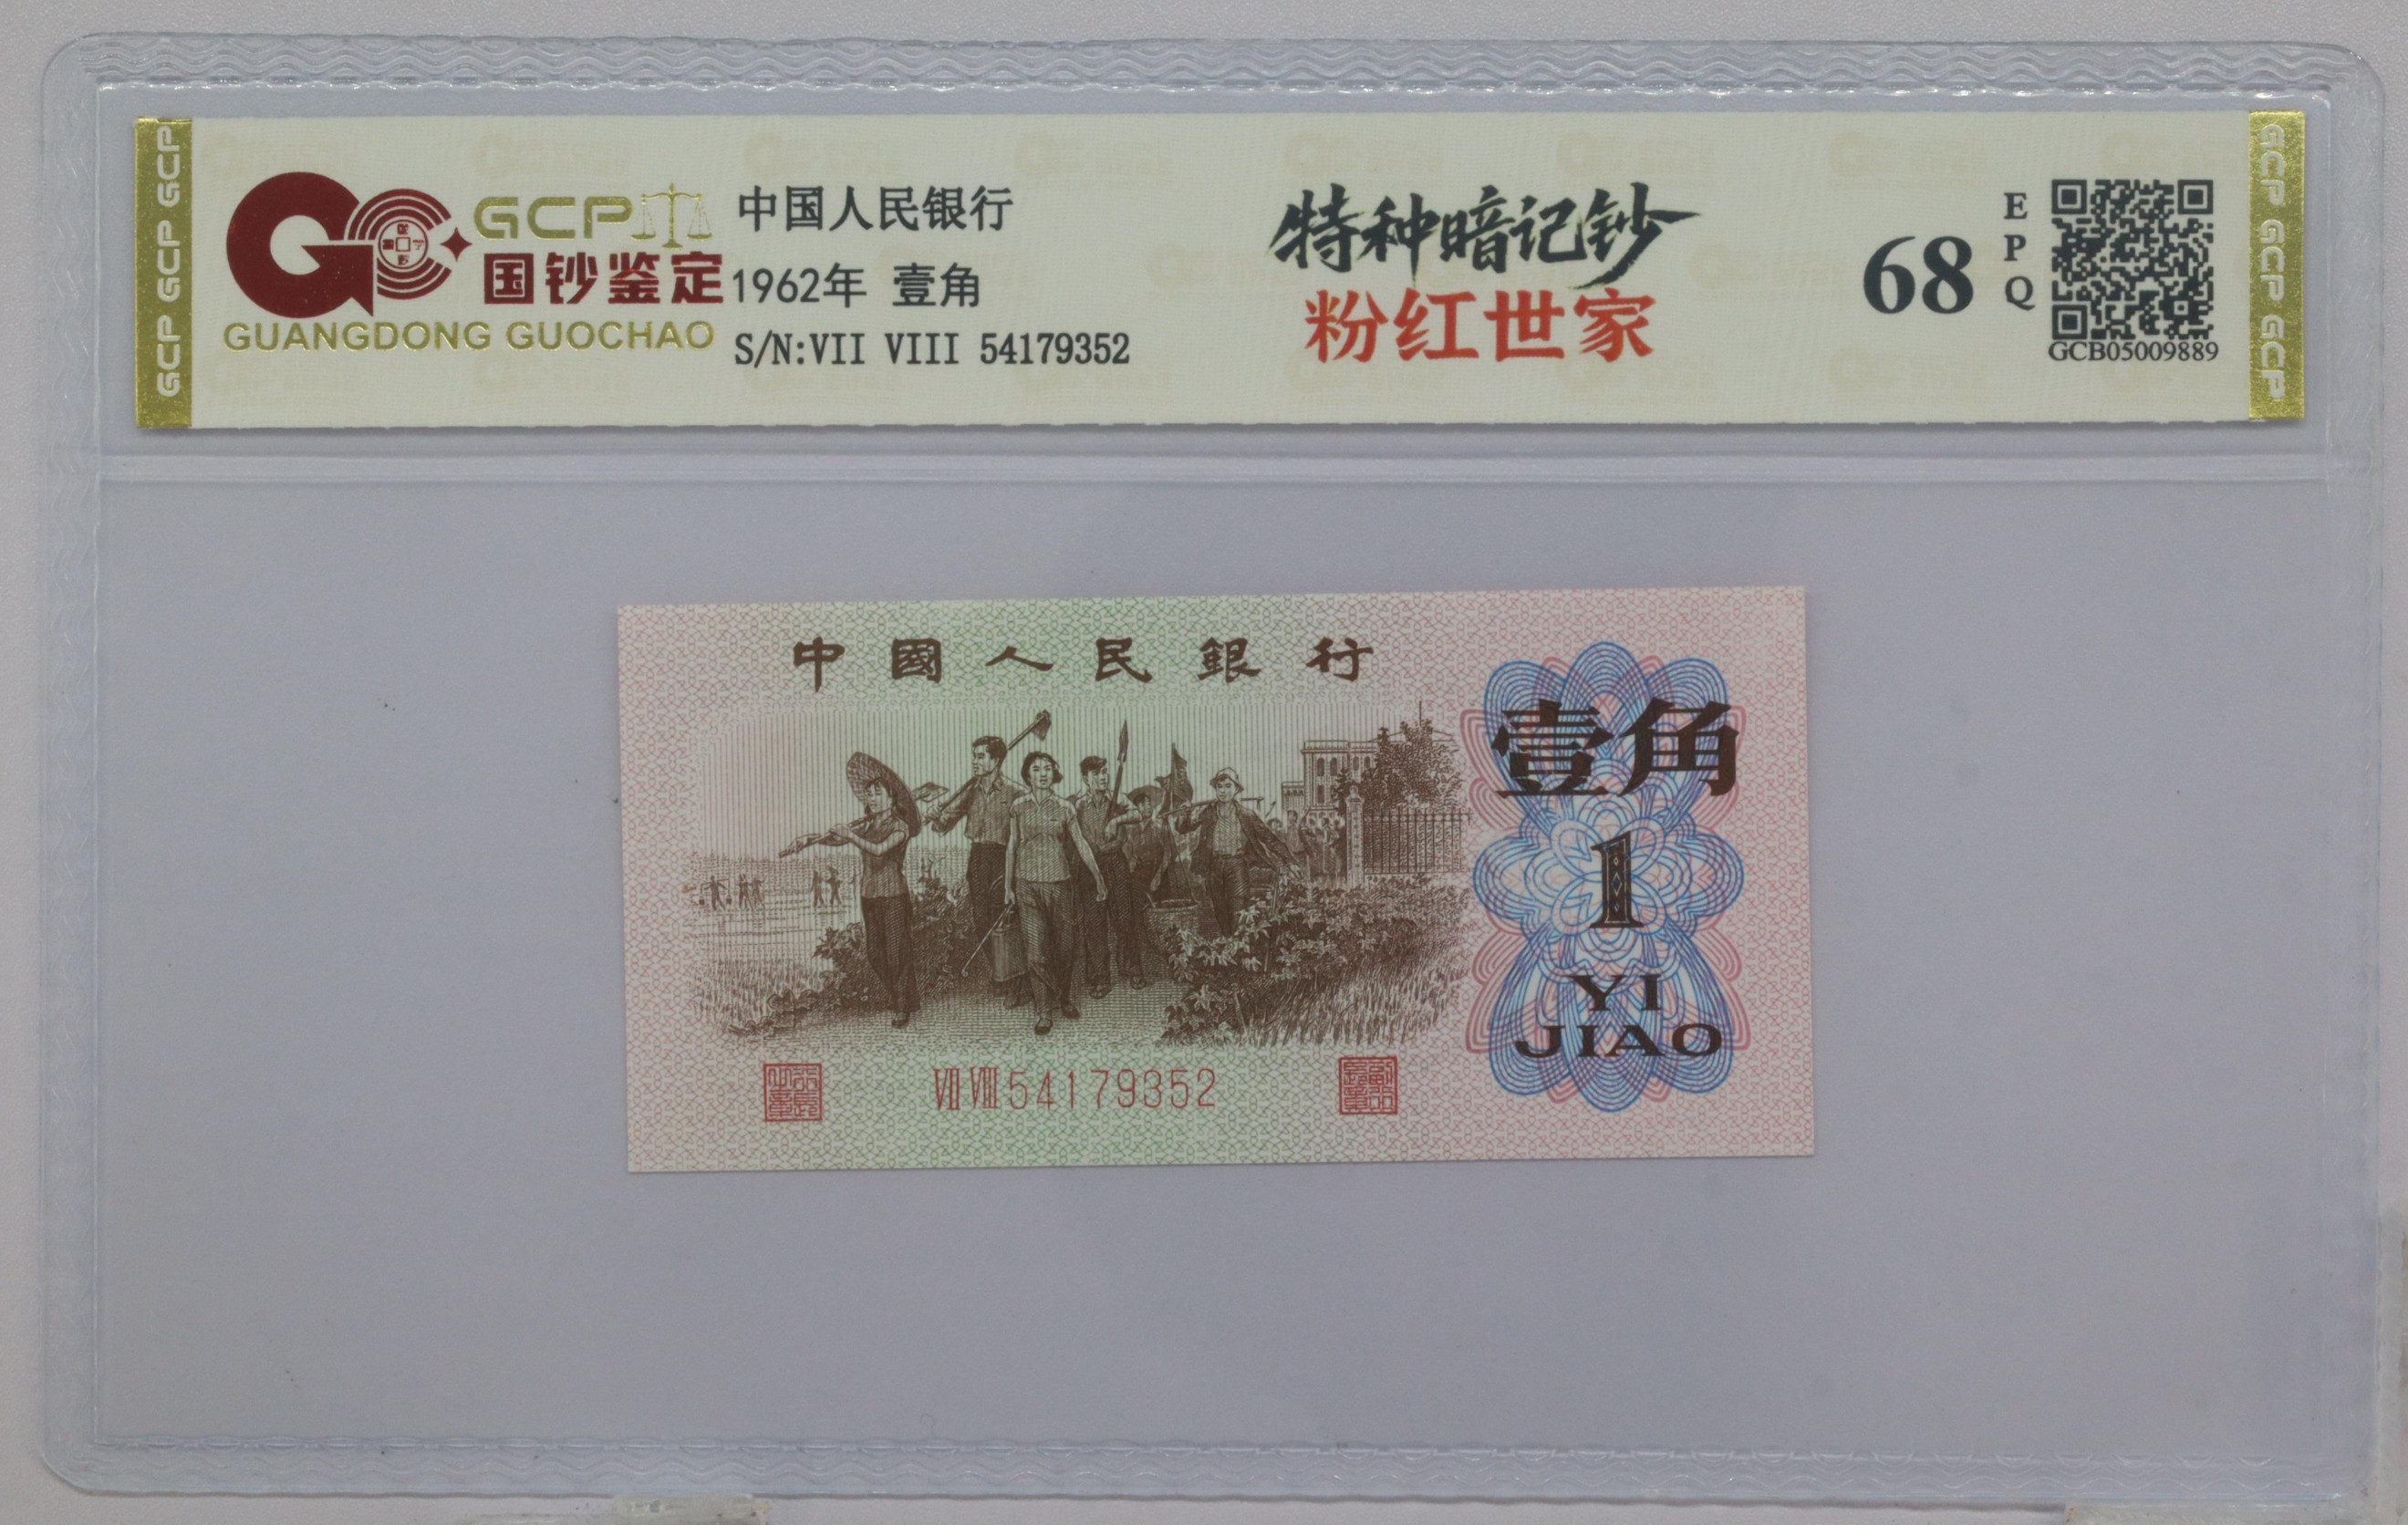 GCP GCP GCP
GCP
国钞鉴定
GUANGDONG GUOCHAO
中国人民银行
1962年 壹角
S/N:VII VIII 54179352
特种暗记钞
粉红世家
68
EPQ
GCB05009889
GCP GCP GCP
中國人民銀行
壹角
1
YI
JIAO
VII VIII 54179352